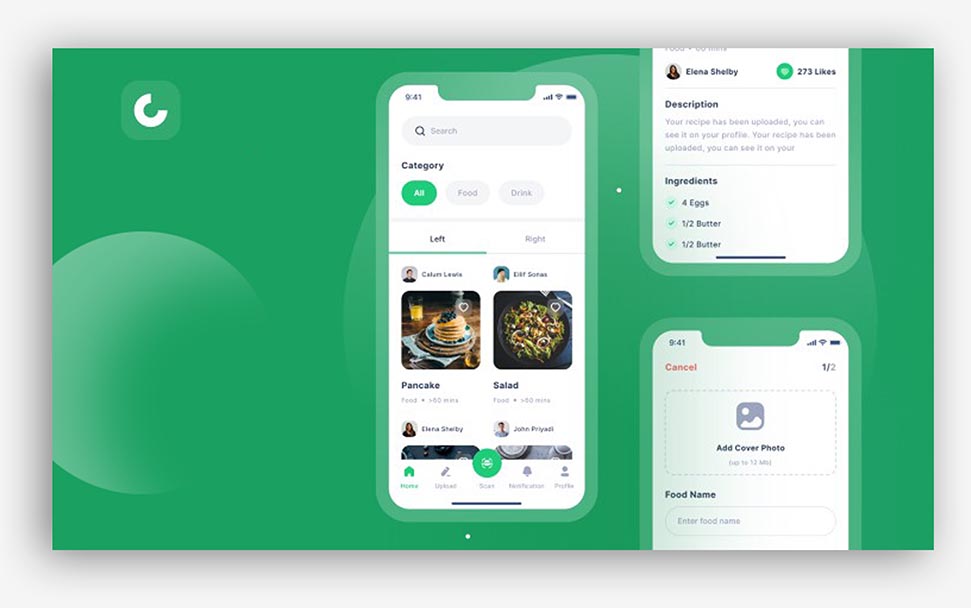 9:41
Search
Category
All
Food
Drink
Left
Right
Calum Lewis
Eilif Sonas
Pancake
Salad
Food • >60 mins
Food • >60 mins
Elena Shelby
John Priyadi
Home
Upload
Scan
Notification
Profile
Food • 60 mins
Elena Shelby
273 Likes
Description
Your recipe has been uploaded, you can
see it on your profile. Your recipe has been
uploaded, you can see it on your
Ingredients
4 Eggs
1/2 Butter
1/2 Butter
9:41
Cancel
1/2
Add Cover Photo
(up to 12 Mb)
Food Name
Enter food name